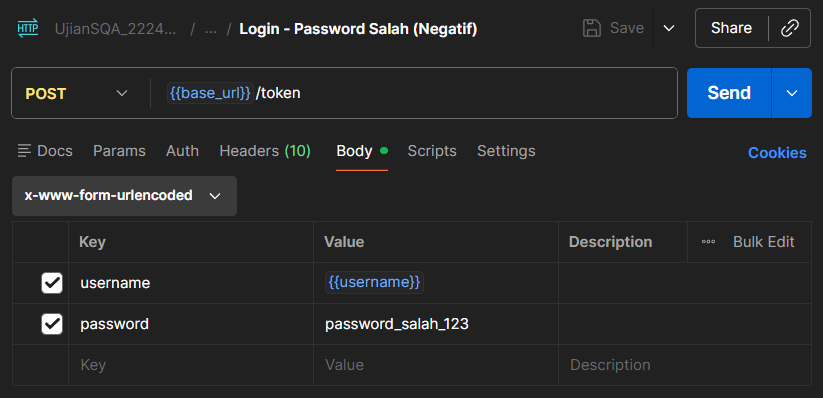 HTTP UjianSQA_2224... / ... / Login - Password Salah (Negatif) Save Share
POST {{base_url}} /token Send
Docs Params Auth Headers (10) Body Scripts Settings Cookies
x-www-form-urlencoded
Key Value Description Bulk Edit
username {{username}}
password password_salah_123
Key Value Description